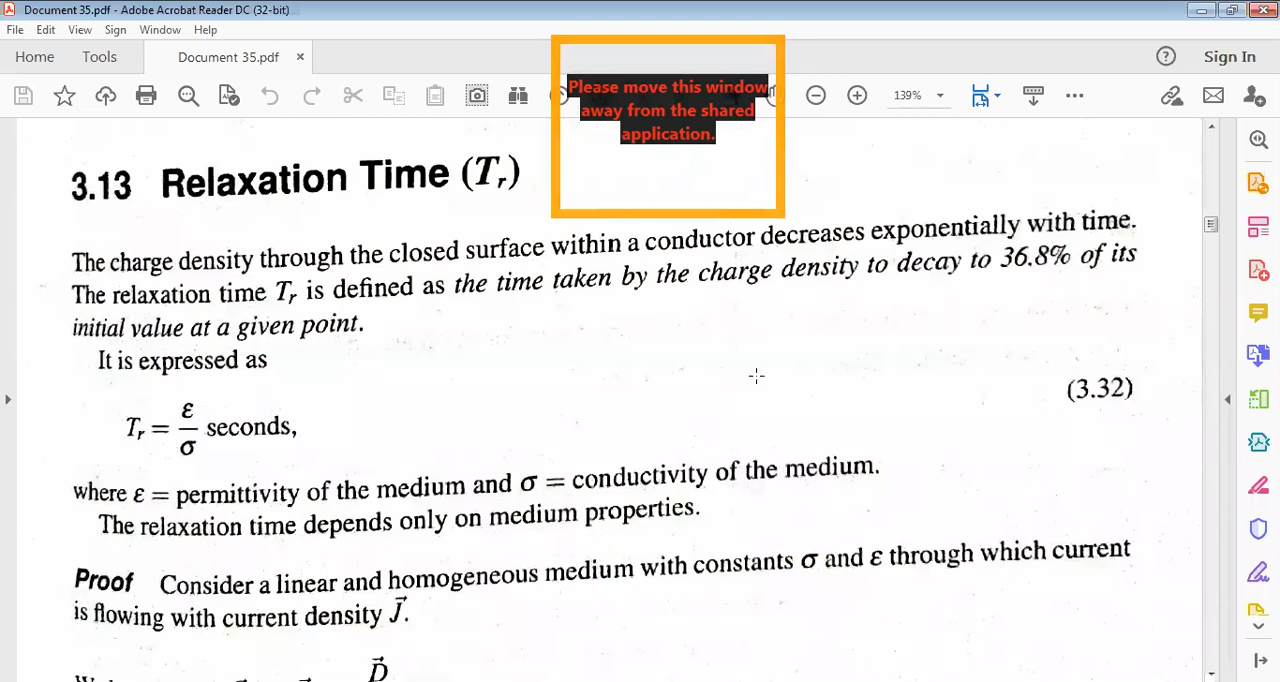 Document 35.pdf - Adobe Acrobat Reader DC (32-bit)
File Edit View Sign Window Help
Home Tools Document 35.pdf × Sign In
139%
Please move this window
away from the shared
application.
3.13 Relaxation Time (Tᵣ)
The charge density through the closed surface within a conductor decreases exponentially with time.
The relaxation time Tᵣ is defined as the time taken by the charge density to decay to 36.8% of its
initial value at a given point.
It is expressed as
Tᵣ = ε/σ seconds, (3.32)
where ε = permittivity of the medium and σ = conductivity of the medium.
The relaxation time depends only on medium properties.
Proof Consider a linear and homogeneous medium with constants σ and ε through which current
is flowing with current density J⃗.
D⃗